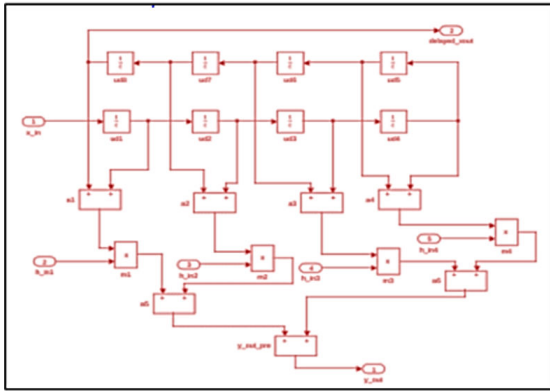 2
delayed_xout
ud8
ud7
ud6
ud5
1
x_in
ud1
ud2
ud3
ud4
a1
a2
a3
a4
2
h_in1
m1
3
h_in2
m2
4
h_in3
m3
5
h_in4
m4
a5
a6
y_out_pre
1
y_out